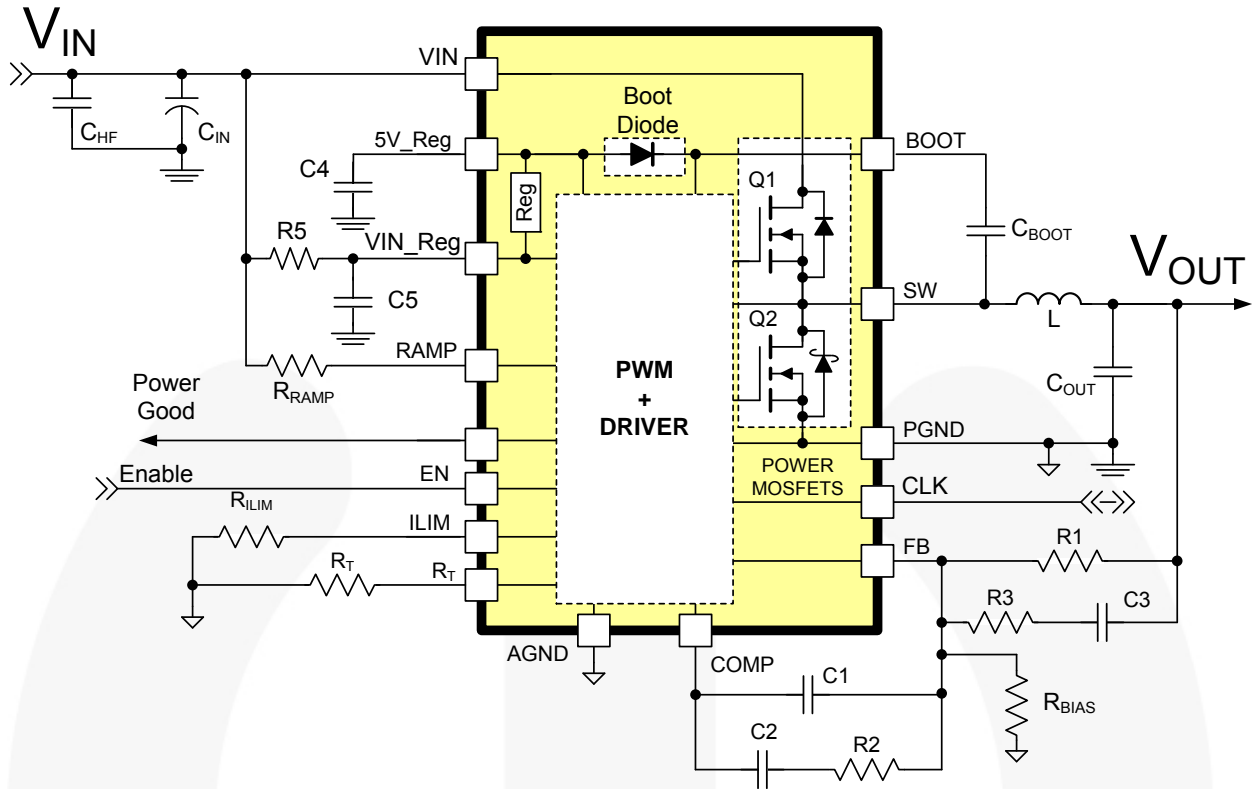 VIN
VIN
Boot
Diode
CHF
CIN
5V_Reg
BOOT
C4
Reg
Q1
R5
VIN_Reg
CBOOT
VOUT
C5
SW
L
Q2
RAMP
RRAMP
PWM
+
DRIVER
COUT
Power
Good
PGND
POWER
MOSFETS
Enable
EN
CLK
RILIM
ILIM
FB
R1
RT
RT
R3
C3
AGND
COMP
C1
RBIAS
C2
R2